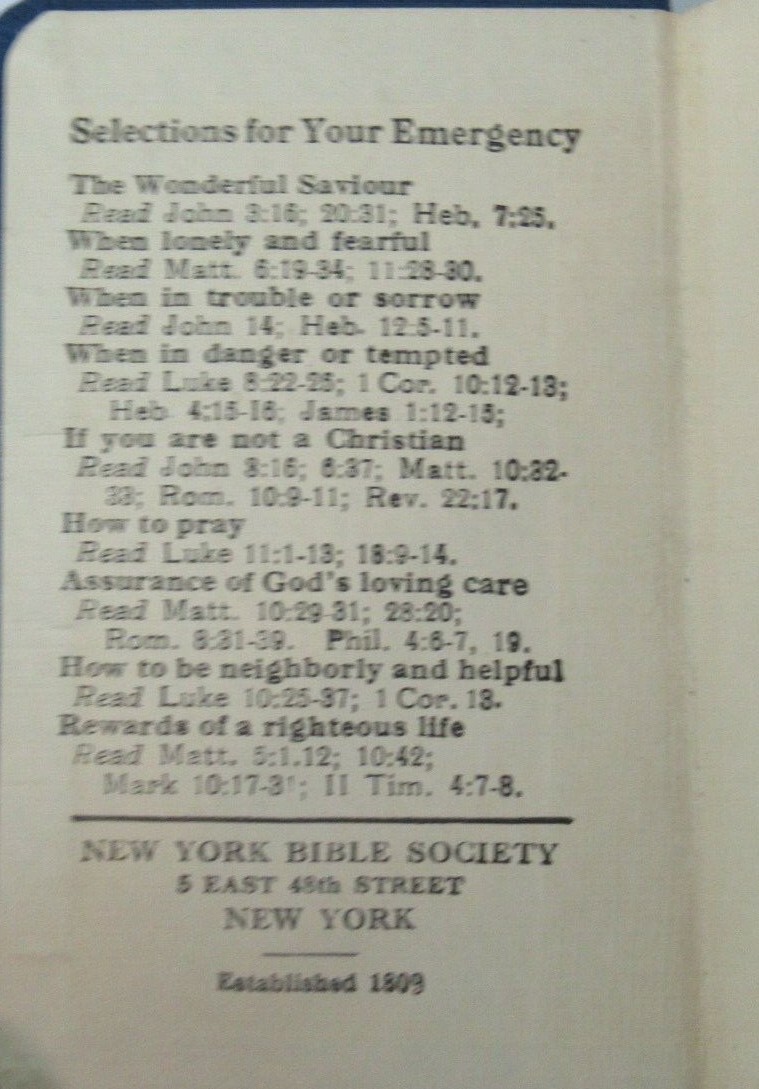 Selections for Your Emergency
The Wonderful Saviour
Read John 3:16; 20:31; Heb. 7:25.
When lonely and fearful
Read Matt. 6:19-34; 11:28-30.
When in trouble or sorrow
Read John 14; Heb. 12:5-11.
When in danger or tempted
Read Luke 8:22-25; 1 Cor. 10:12-13;
Heb 4:15-16; James 1:12-15;
If you are not a Christian
Read John 3:16; 6:37; Matt. 10:32-
33; Rom. 10:9-11; Rev. 22:17.
How to pray
Read Luke 11:1-13; 18:9-14.
Assurance of God's loving care
Read Matt. 10:29-31; 28:20;
Rom. 8:31-39. Phil. 4:6-7, 19.
How to be neighborly and helpful
Read Luke 10:25-37; 1 Cor. 13.
Rewards of a righteous life
Read Matt. 5:1.12; 10:42;
Mark 10:17-31; II Tim. 4:7-8.
NEW YORK BIBLE SOCIETY
5 EAST 48th STREET
NEW YORK
Established 1809